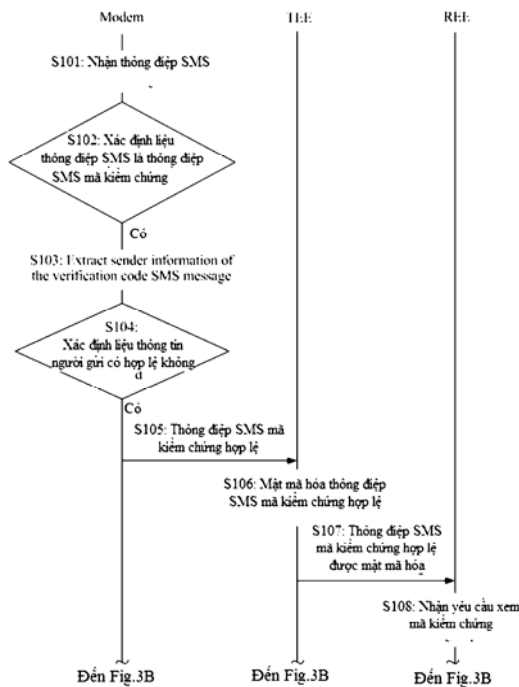 Modem TEE REE
S101: Nhận thông điệp SMS
S102: Xác định liệu
thông điệp SMS là thông điệp
SMS mã kiểm chứng
Có
S103: Extract sender information of
the verification code SMS message
S104:
Xác định liệu thông tin
người gửi có hợp lệ không
Có
S105: Thông điệp SMS mã
kiểm chứng hợp lệ
S106: Mật mã hóa thông điệp
SMS mã kiểm chứng hợp lệ
S107: Thông điệp SMS
mã kiểm chứng hợp lệ
được mật mã hóa
S108: Nhận yêu cầu xem
mã kiểm chứng
Đến Fig.3B Đến Fig.3B Đến Fig.3B